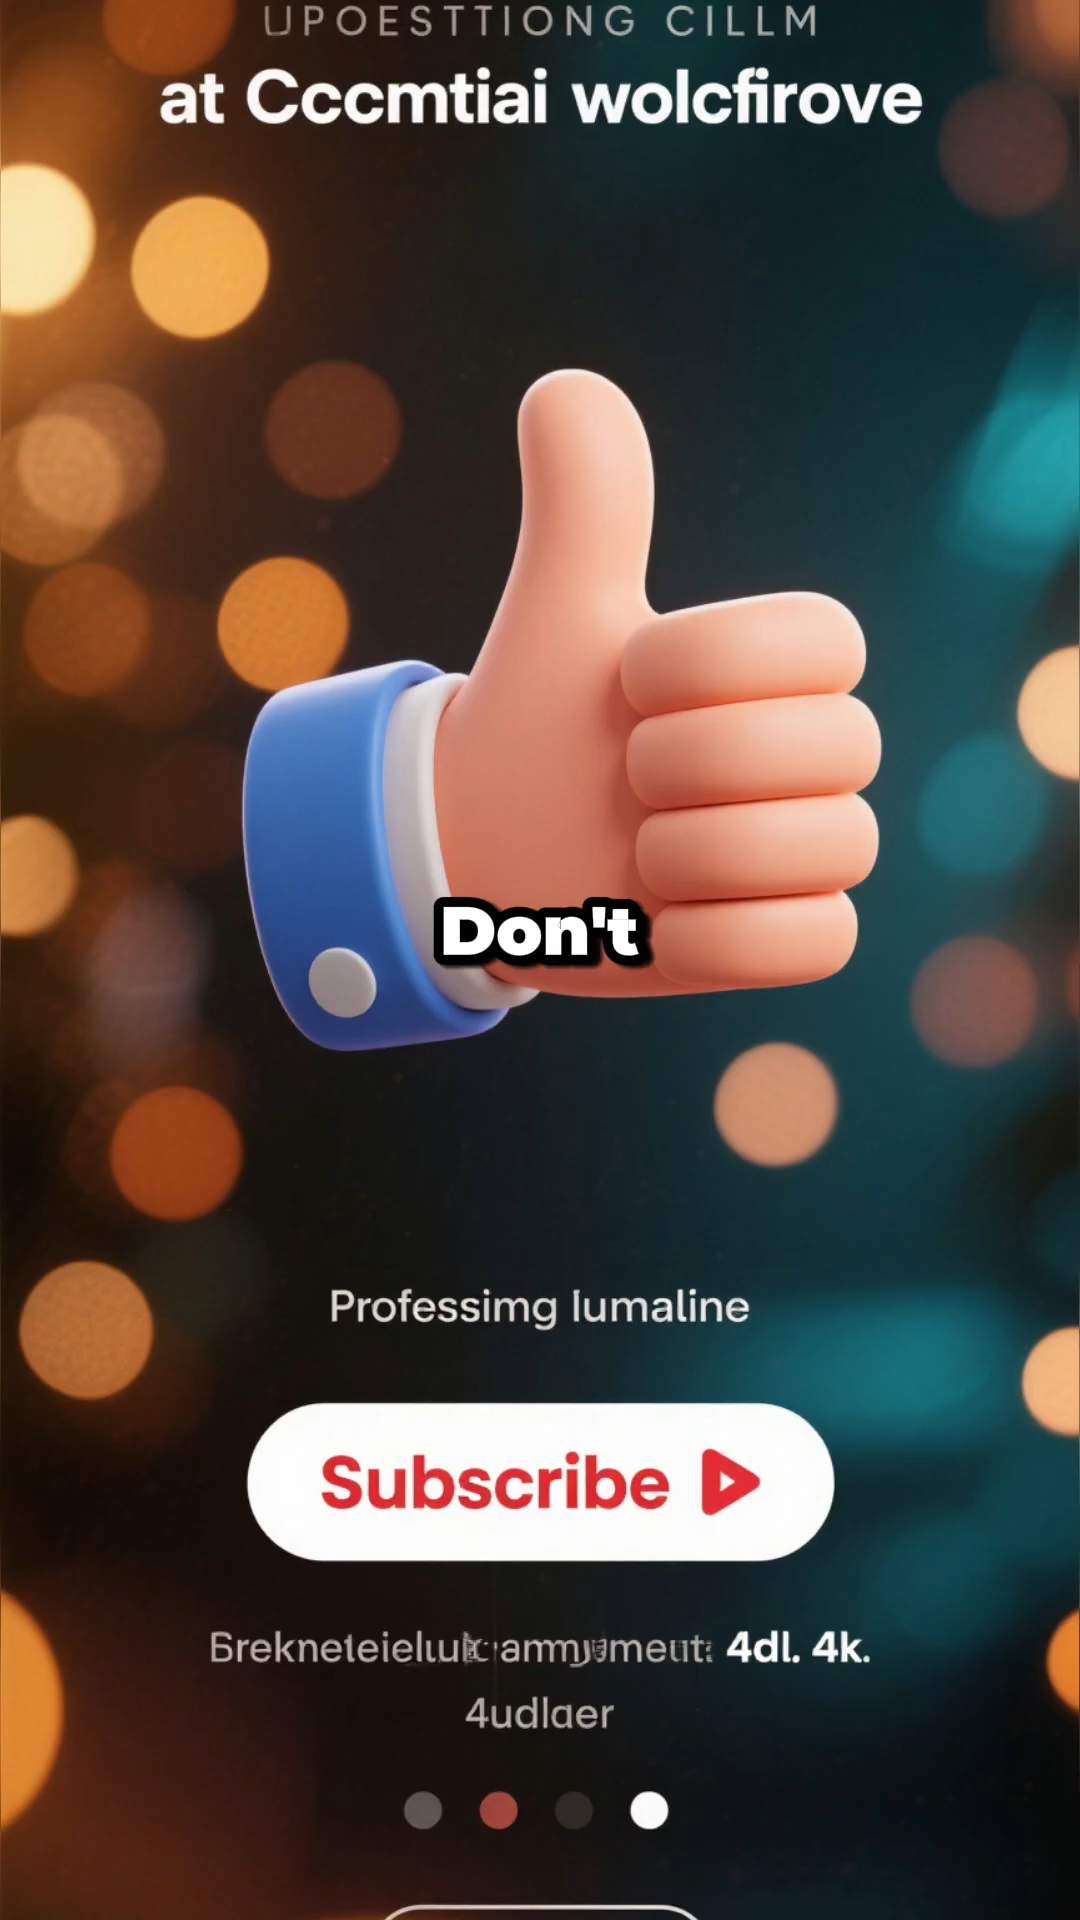 UPOESTTIONG CILLM
at Cccmtiai wolcfirove
Don't
Professimg lumaline
Subscribe
4dl. 4k.
4udlaer